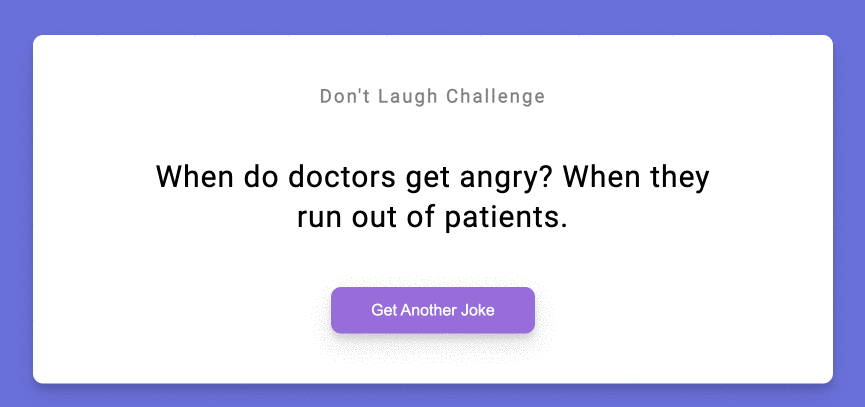 Don't Laugh Challenge
When do doctors get angry? When they
run out of patients.
Get Another Joke